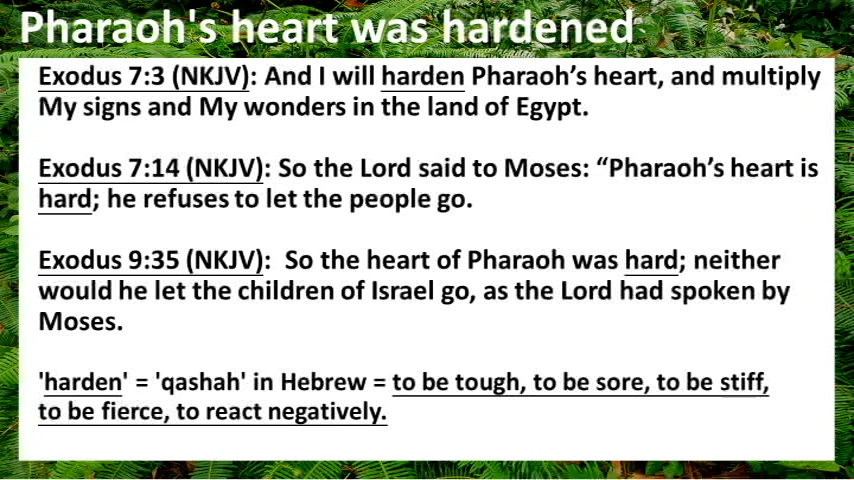 Pharaoh's heart was hardened
Exodus 7:3 (NKJV): And I will harden Pharaoh’s heart, and multiply
My signs and My wonders in the land of Egypt.
Exodus 7:14 (NKJV): So the Lord said to Moses: “Pharaoh’s heart is
hard; he refuses to let the people go.
Exodus 9:35 (NKJV):  So the heart of Pharaoh was hard; neither
would he let the children of Israel go, as the Lord had spoken by
Moses.
'harden' = 'qashah' in Hebrew = to be tough, to be sore, to be stiff,
to be fierce, to react negatively.